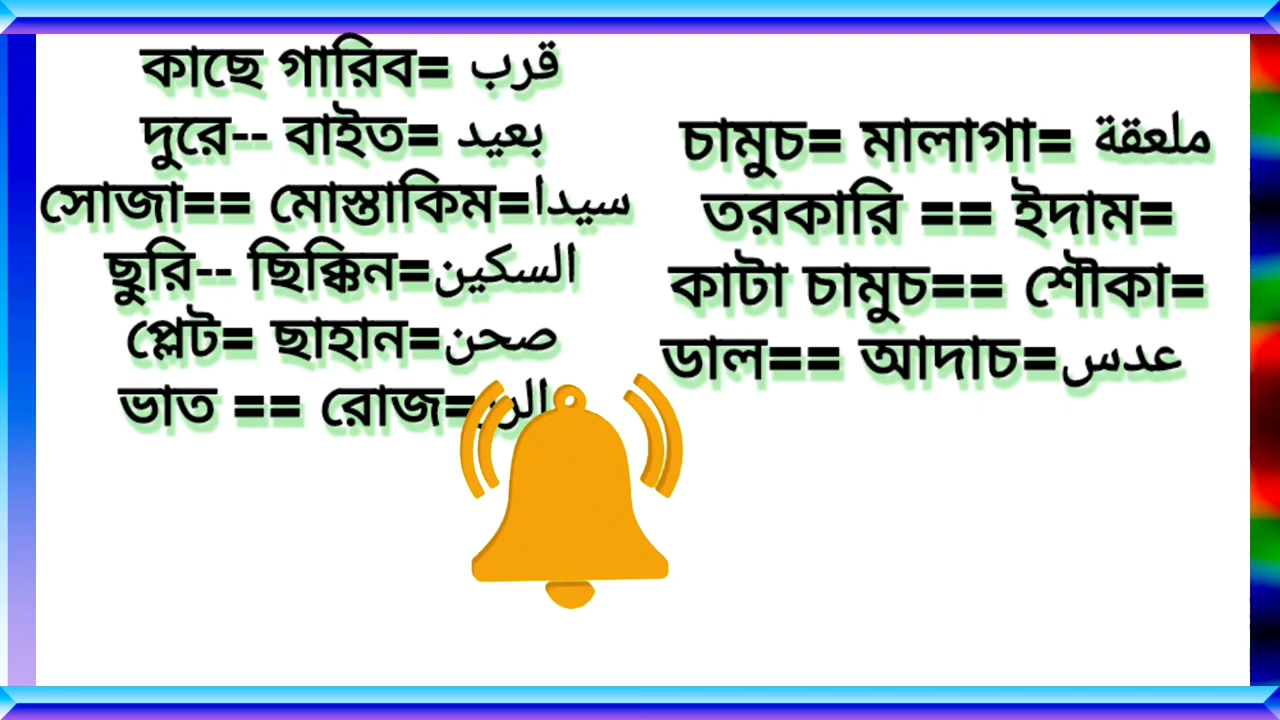 কাছে গারিব= قرب
দুরে-- বাইত= بعيد
সোজা== মোস্তাকিম=سيدا
ছুরি-- ছিক্কিন=السكين
প্লেট= ছাহান=صحن
ভাত == রোজ=
চামুচ= মালাগা= ملعقة
তরকারি == ইদাম=
কাটা চামুচ== শৌকা=
ডাল== আদাচ=عدس